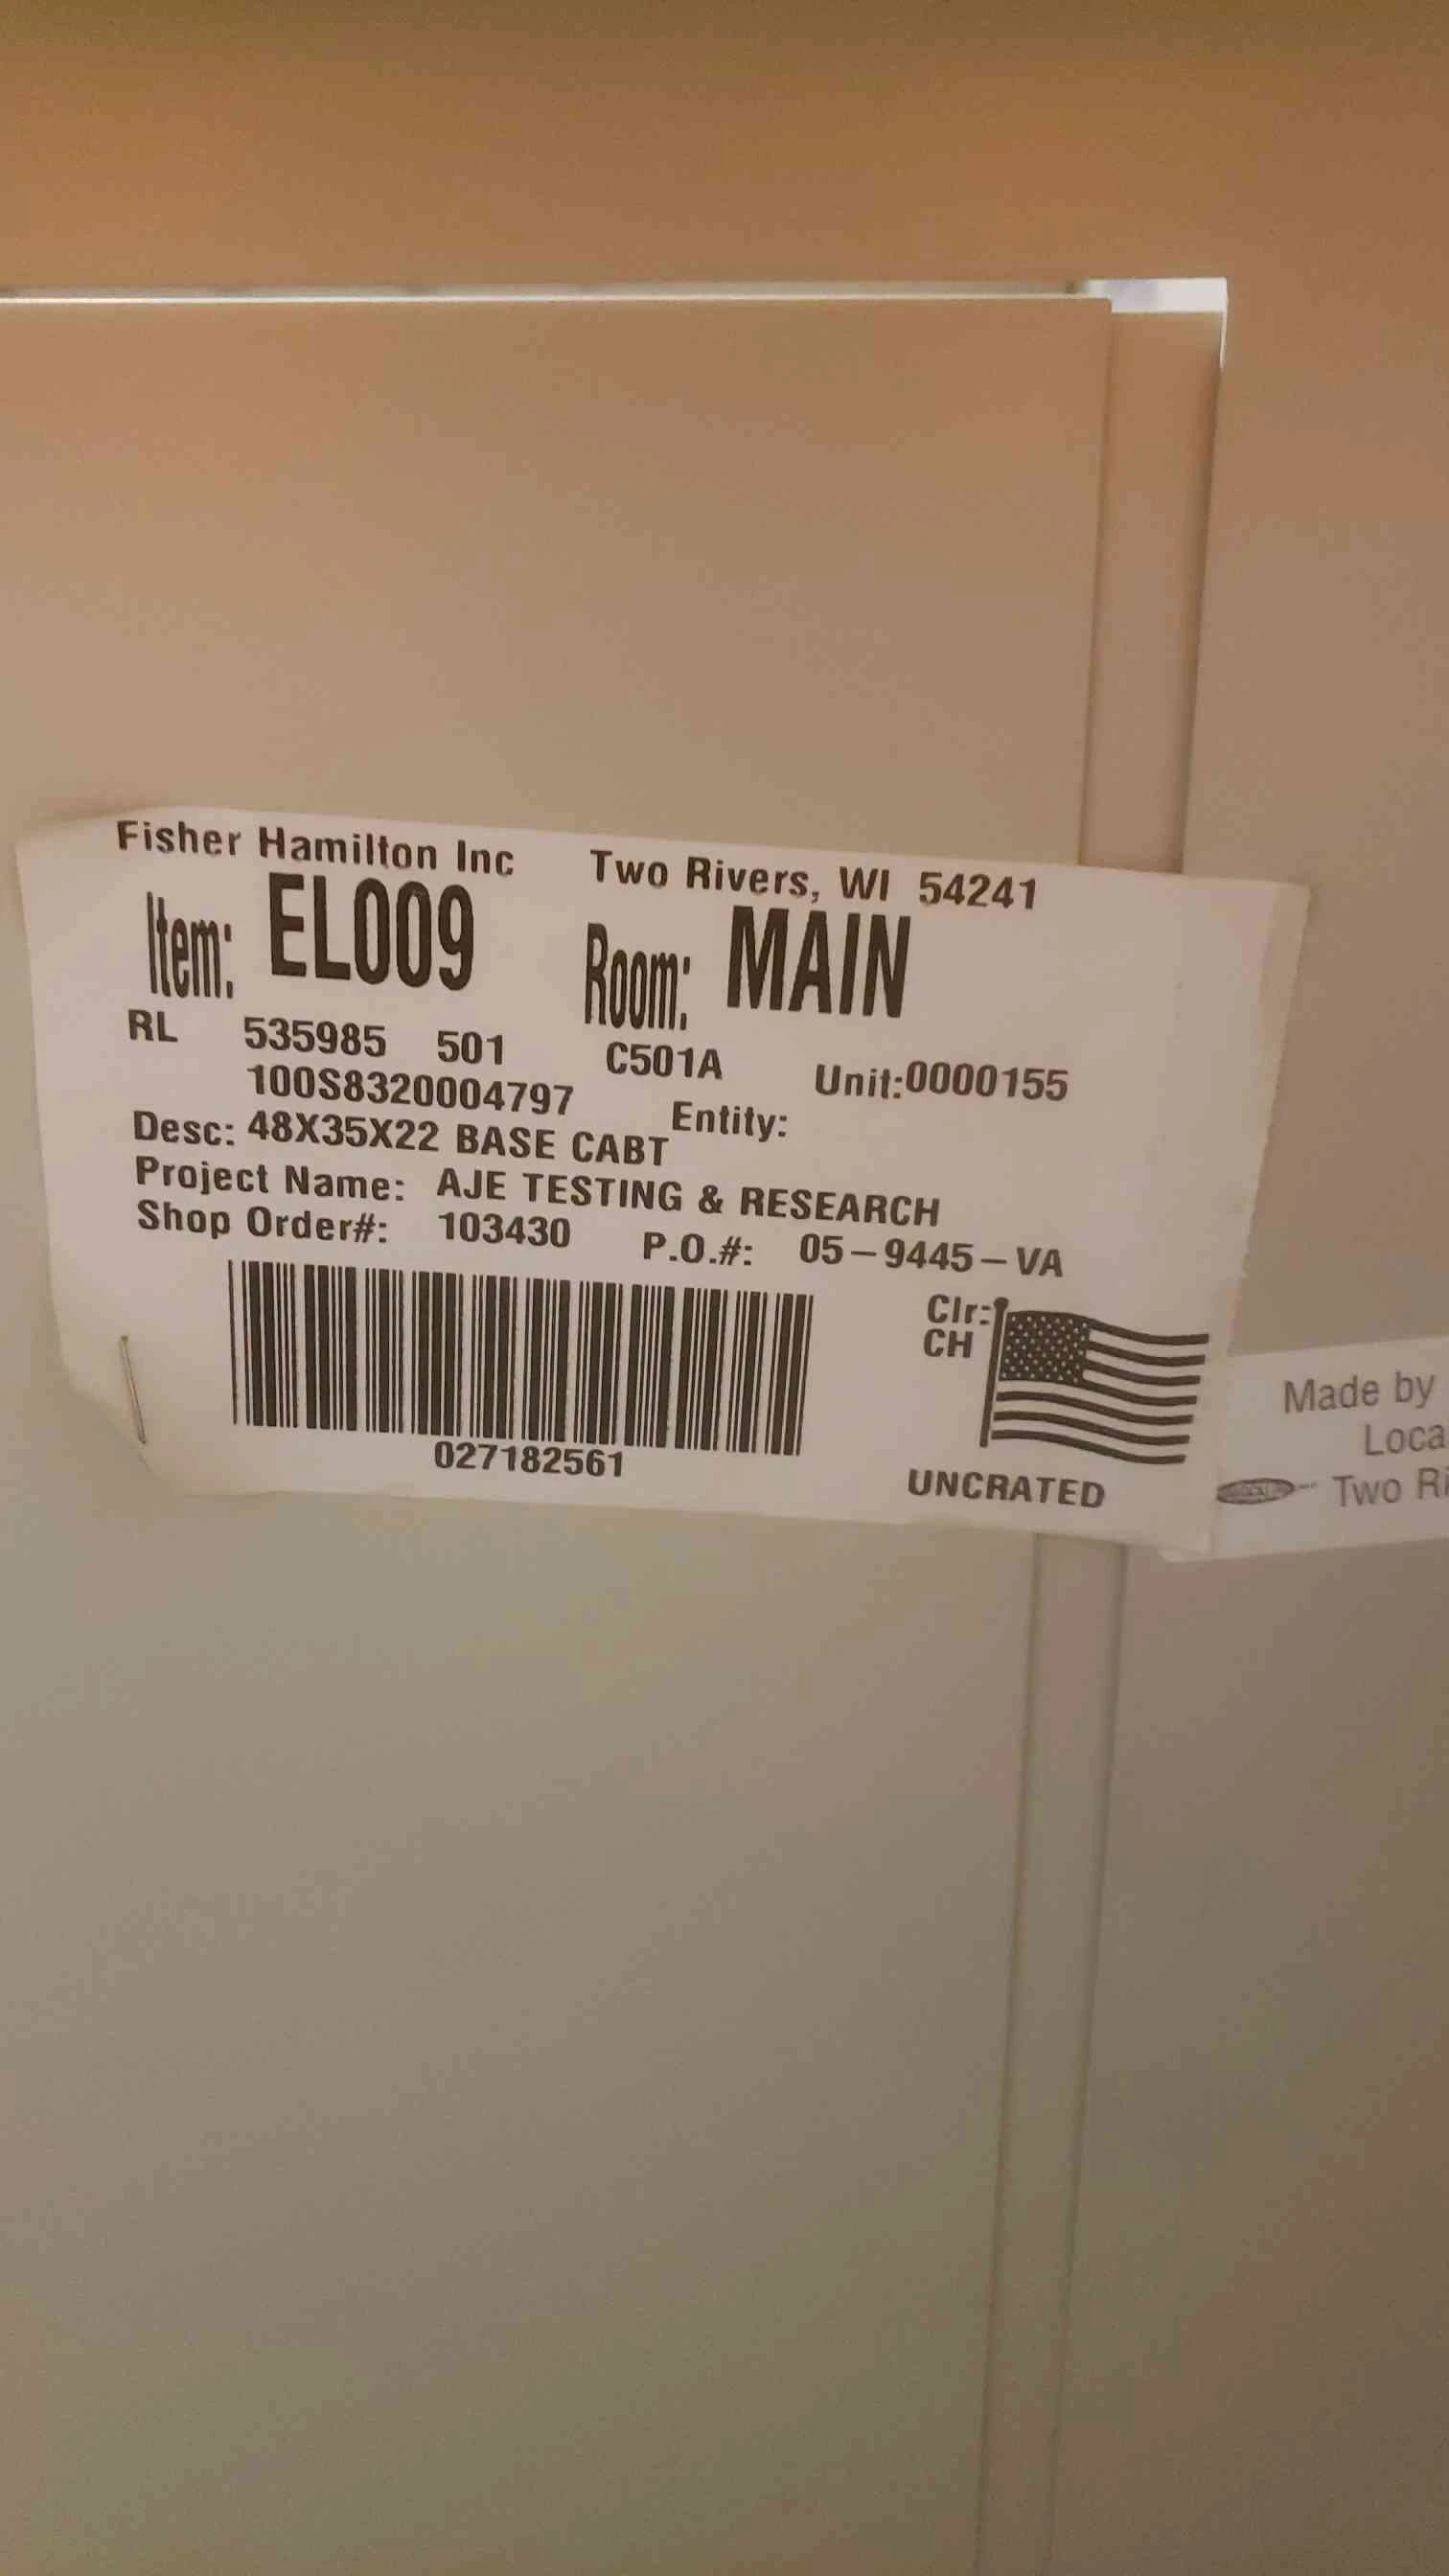 Fisher Hamilton Inc Two Rivers, WI 54241
Item: EL009 Room: MAIN
RL 535985 501 C501A Unit:0000155
100S8320004797 Entity:
Desc: 48X35X22 BASE CABT
Project Name: AJE TESTING & RESEARCH
Shop Order#: 103430 P.O.#: 05-9445-VA
Clr:
CH
027182561
UNCRATED
Made by
Loca
Two Ri